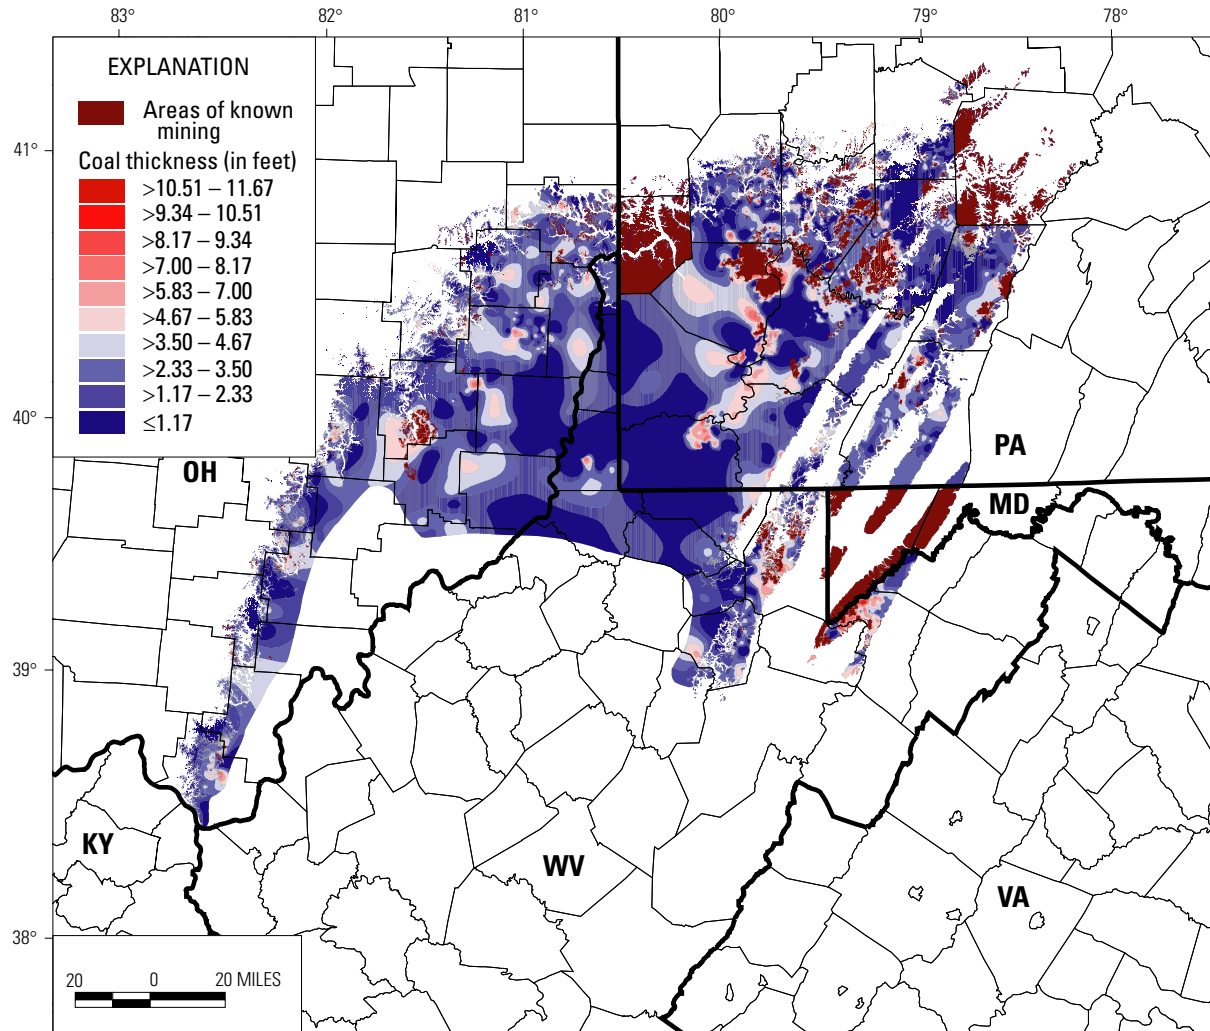 83°
82°
81°
80°
79°
78°
EXPLANATION
Areas of known
mining
Coal thickness (in feet)
>10.51 – 11.67
>9.34 – 10.51
>8.17 – 9.34
>7.00 – 8.17
>5.83 – 7.00
>4.67 – 5.83
>3.50 – 4.67
>2.33 – 3.50
>1.17 – 2.33
≤1.17
41°
40°
39°
38°
OH
PA
MD
KY
WV
VA
20 0 20 MILES